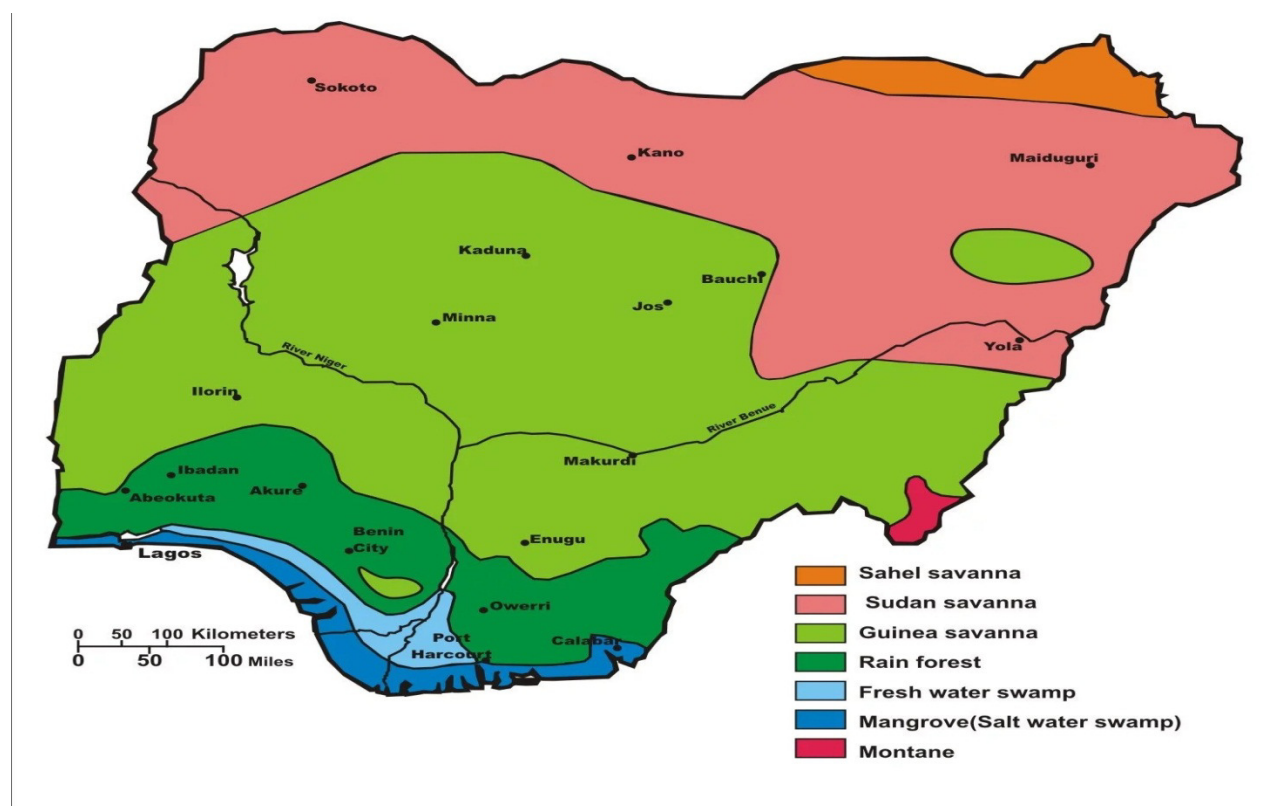 Sokoto
Kano
Maiduguri
Kaduna
Bauchi
Jos
Minna
Yola
River Niger
Ilorin
River Benue
Makurdi
Ibadan
Abeokuta
Akure
Benin
City
Enugu
Lagos
Owerri
Port
Harcourt
Calabar
0 50 100 Kilometers
0 50 100 Miles
Sahel savanna
Sudan savanna
Guinea savanna
Rain forest
Fresh water swamp
Mangrove(Salt water swamp)
Montane